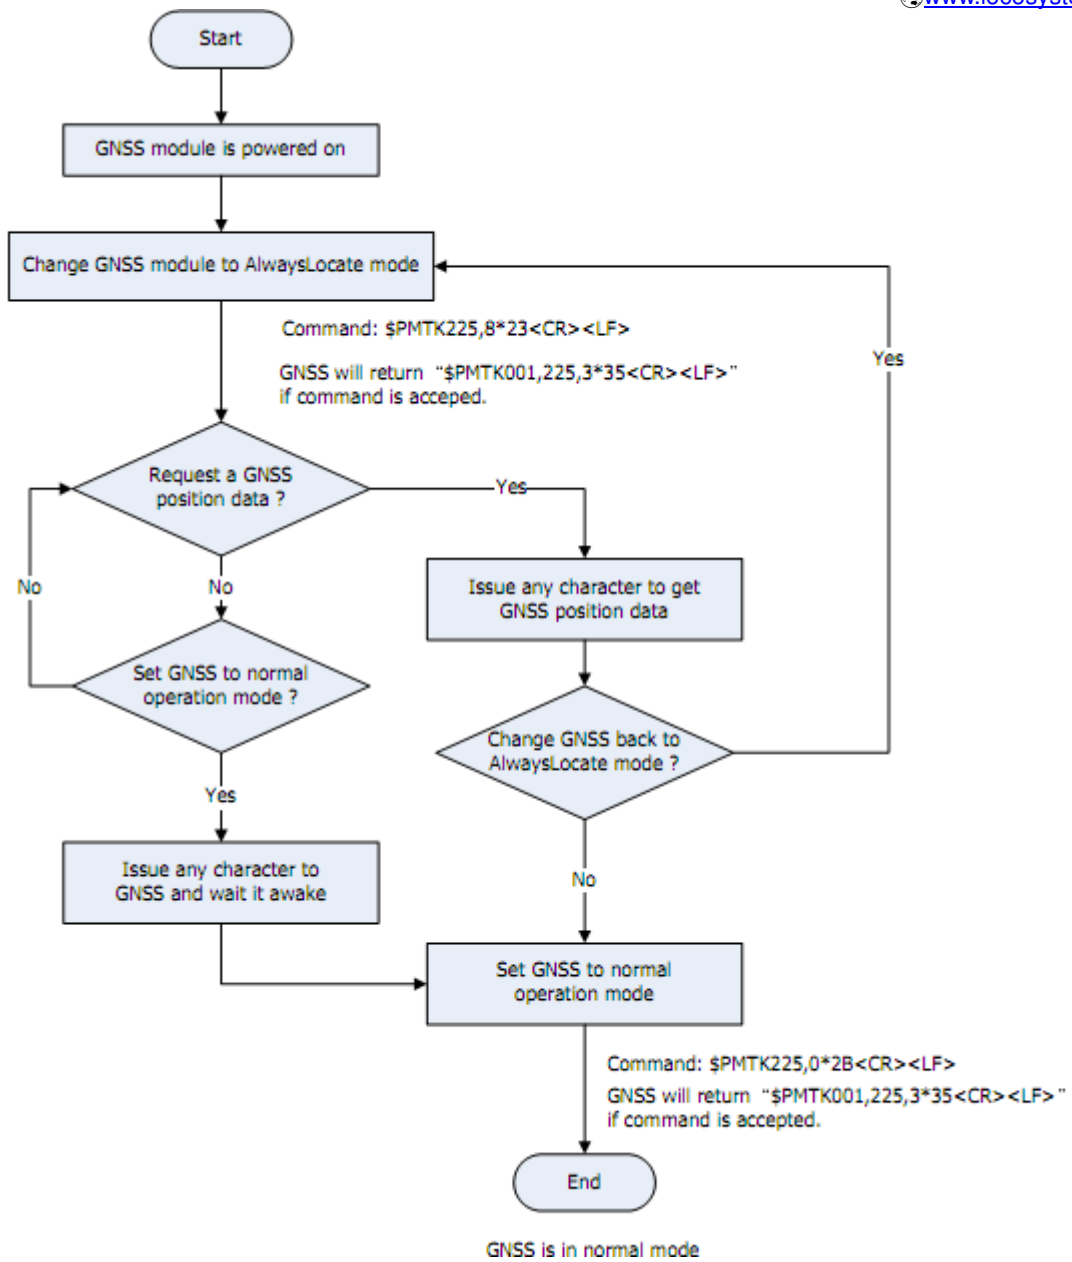 Start
GNSS module is powered on
Change GNSS module to AlwaysLocate mode
Command: $PMTK225,8*23<CR><LF>
Yes
GNSS will return “$PMTK001,225,3*35<CR><LF>”
if command is acceped.
Request a GNSS
position data ?
Yes
No
No
Issue any character to get
GNSS position data
Set GNSS to normal
operation mode ?
Change GNSS back to
AlwaysLocate mode ?
Yes
Issue any character to
GNSS and wait it awake
No
Set GNSS to normal
operation mode
Command: $PMTK225,0*2B<CR><LF>
GNSS will return “$PMTK001,225,3*35<CR><LF>”
if command is accepted.
End
GNSS is in normal mode